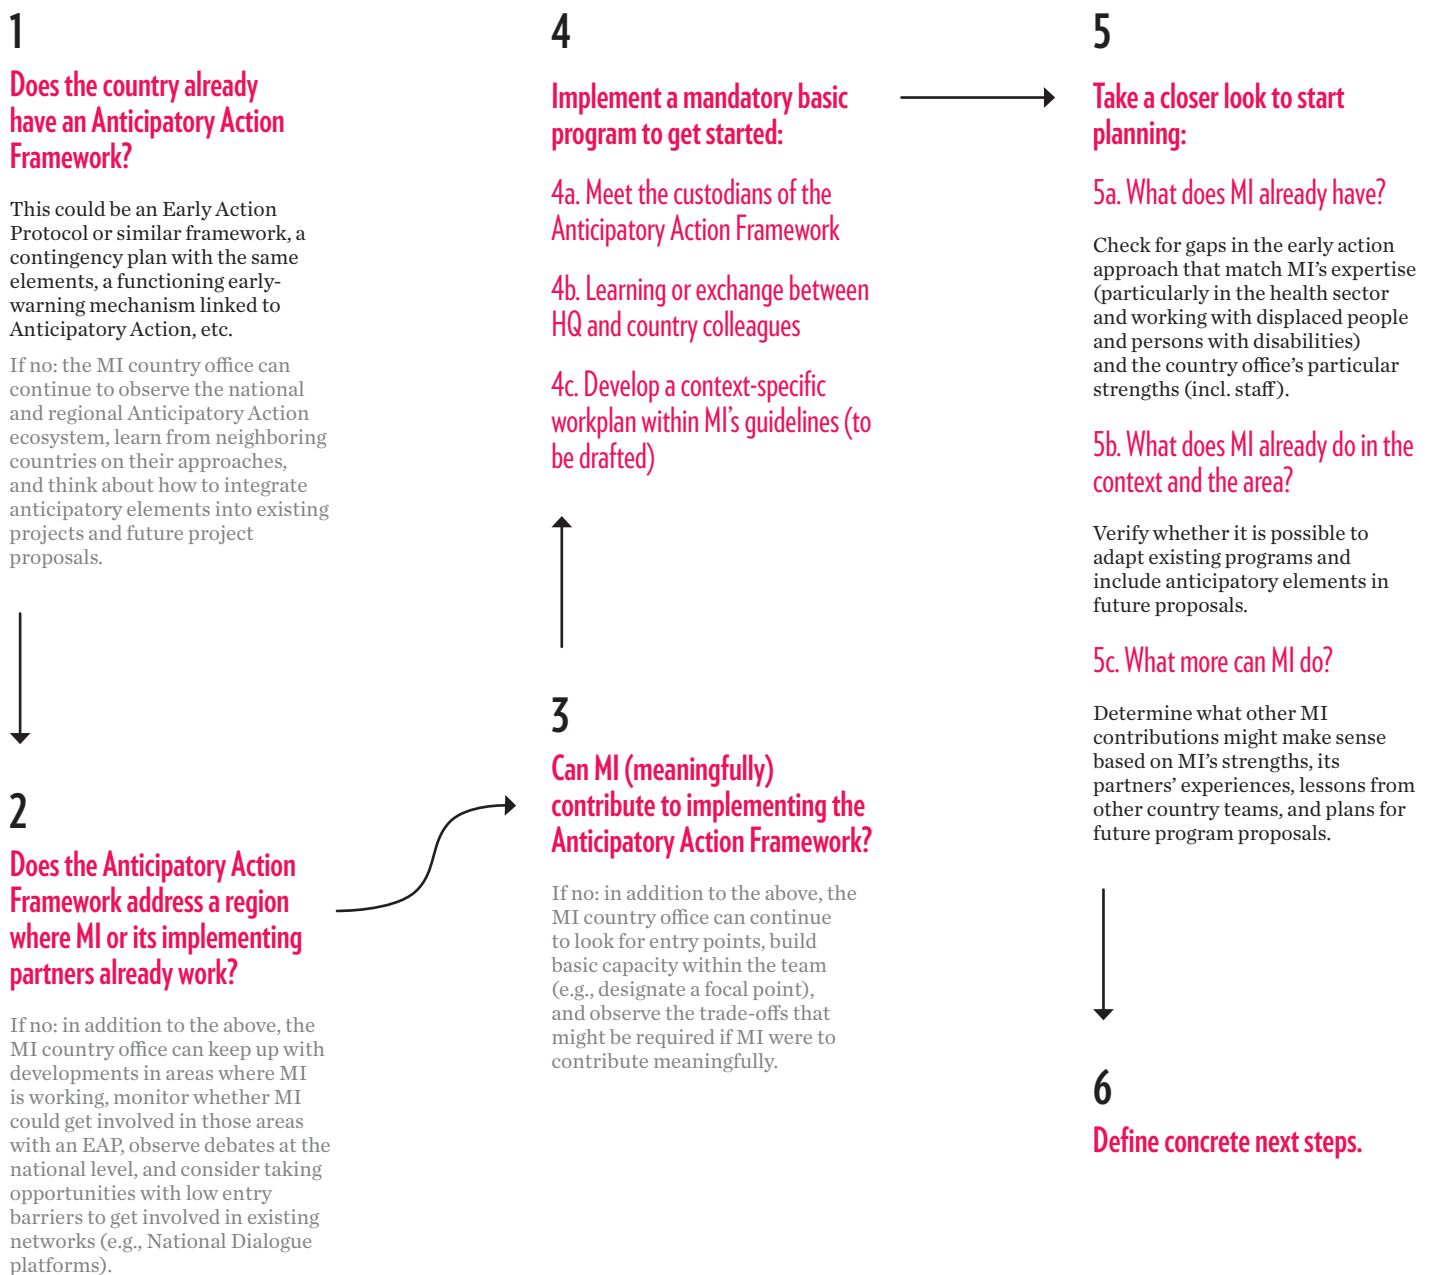 1
Does the country already
have an Anticipatory Action
Framework?
This could be an Early Action
Protocol or similar framework, a
contingency plan with the same
elements, a functioning early-
warning mechanism linked to
Anticipatory Action, etc.
If no: the MI country office can
continue to observe the national
and regional Anticipatory Action
ecosystem, learn from neighboring
countries on their approaches,
and think about how to integrate
anticipatory elements into existing
projects and future project
proposals.
2
Does the Anticipatory Action
Framework address a region
where MI or its implementing
partners already work?
If no: in addition to the above, the
MI country office can keep up with
developments in areas where MI
is working, monitor whether MI
could get involved in those areas
with an EAP, observe debates at the
national level, and consider taking
opportunities with low entry
barriers to get involved in existing
networks (e.g., National Dialogue
platforms).
3
Can MI (meaningfully)
contribute to implementing the
Anticipatory Action Framework?
If no: in addition to the above, the
MI country office can continue
to look for entry points, build
basic capacity within the team
(e.g., designate a focal point),
and observe the trade-offs that
might be required if MI were to
contribute meaningfully.
4
Implement a mandatory basic
program to get started:
4a. Meet the custodians of the
Anticipatory Action Framework
4b. Learning or exchange between
HQ and country colleagues
4c. Develop a context-specific
workplan within MI's guidelines (to
be drafted)
5
Take a closer look to start
planning:
5a. What does MI already have?
Check for gaps in the early action
approach that match MI's expertise
(particularly in the health sector
and working with displaced people
and persons with disabilities)
and the country office's particular
strengths (incl. staff).
5b. What does MI already do in the
context and the area?
Verify whether it is possible to
adapt existing programs and
include anticipatory elements in
future proposals.
5c. What more can MI do?
Determine what other MI
contributions might make sense
based on MI's strengths, its
partners' experiences, lessons from
other country teams, and plans for
future program proposals.
6
Define concrete next steps.